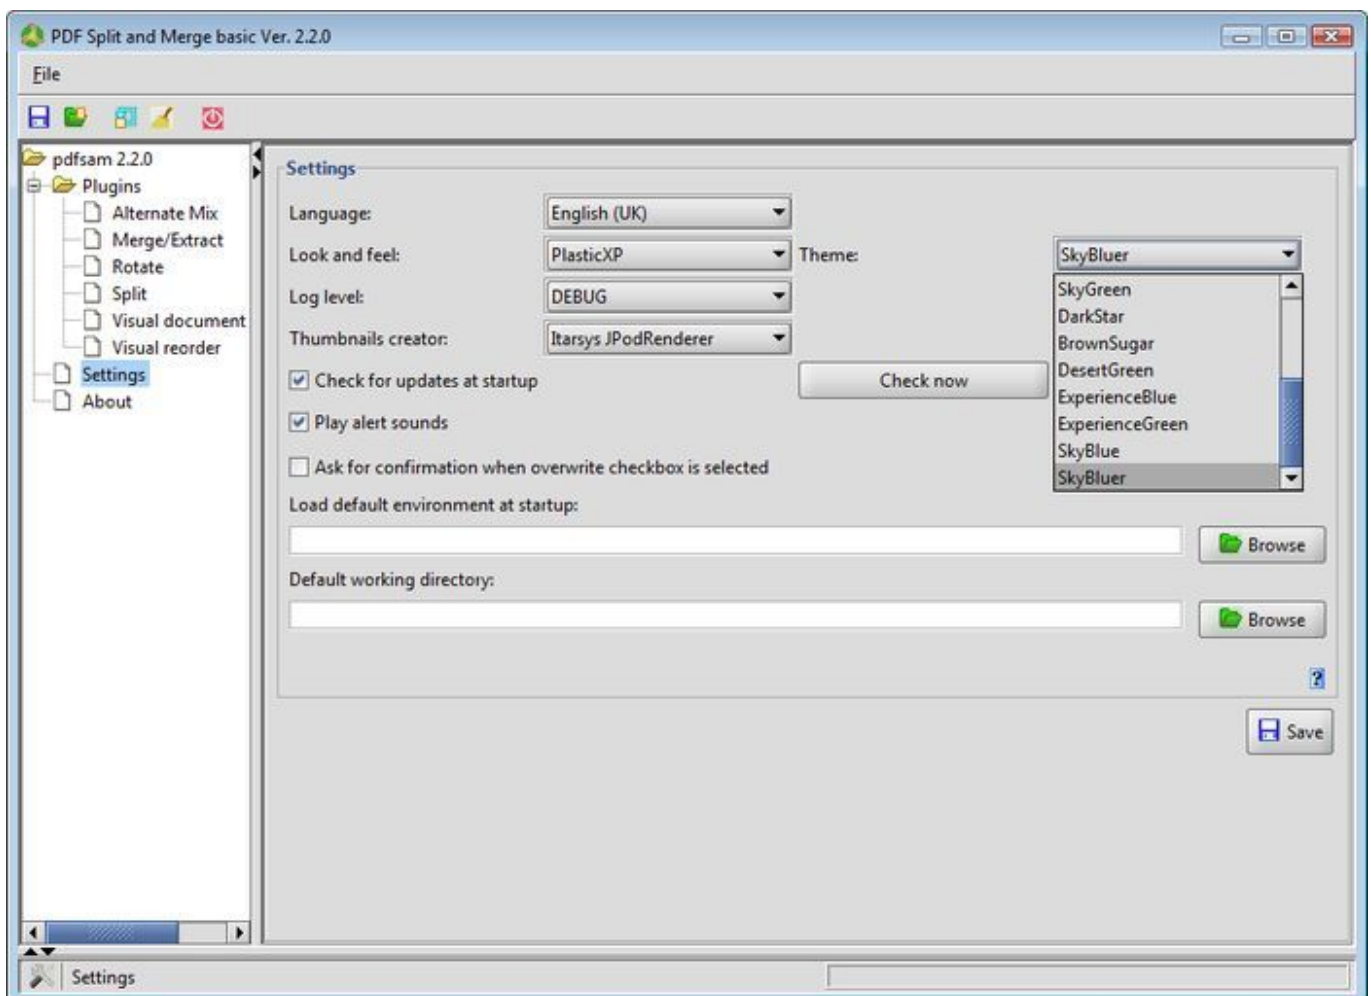 PDF Split and Merge basic Ver. 2.2.0
File
pdfsam 2.2.0
Plugins
Alternate Mix
Merge/Extract
Rotate
Split
Visual document
Visual reorder
Settings
About
Settings
Language: English (UK)
Look and feel: PlasticXP Theme: SkyBluer
Log level: DEBUG
Thumbnails creator: Itarsys JPodRenderer
SkyGreen
DarkStar
BrownSugar
DesertGreen
ExperienceBlue
ExperienceGreen
SkyBlue
SkyBluer
Check for updates at startup Check now
Play alert sounds
Ask for confirmation when overwrite checkbox is selected
Load default environment at startup:
Browse
Default working directory:
Browse
?
Save
Settings